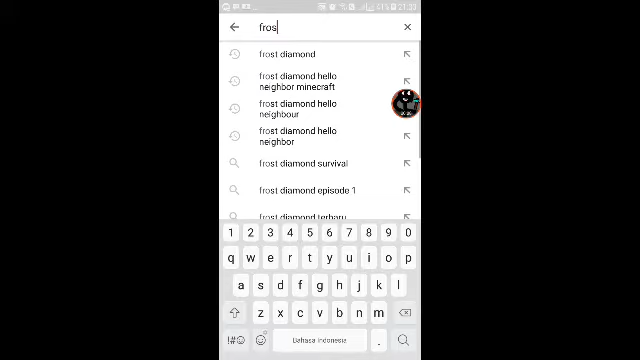 21:33
fros
frost diamond
frost diamond hello
neighbor minecraft
frost diamond hello
neighbour
frost diamond hello
neighbor
frost diamond survival
frost diamond episode 1
frost diamond terbaru
1 2 3 4 5 6 7 8 9 0
q w e r t y u i o p
a s d f g h j k l
z x c v b n m
!#☺ Bahasa Indonesia .